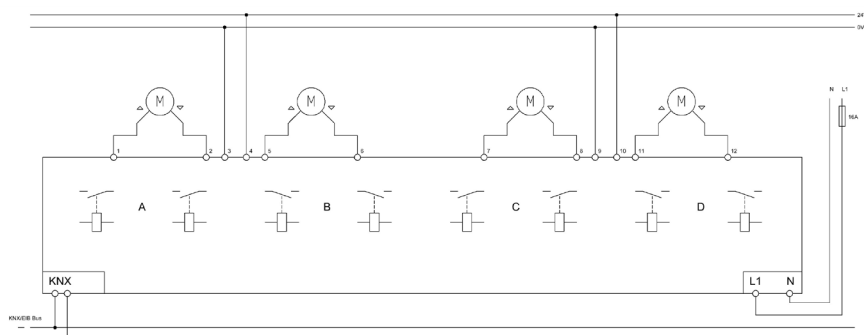 24V
0V
N L1
M M M M
16A
1 2 3 4 5 6 7 8 9 10 11 12
A B C D
KNX L1 N
KNX/EIB Bus